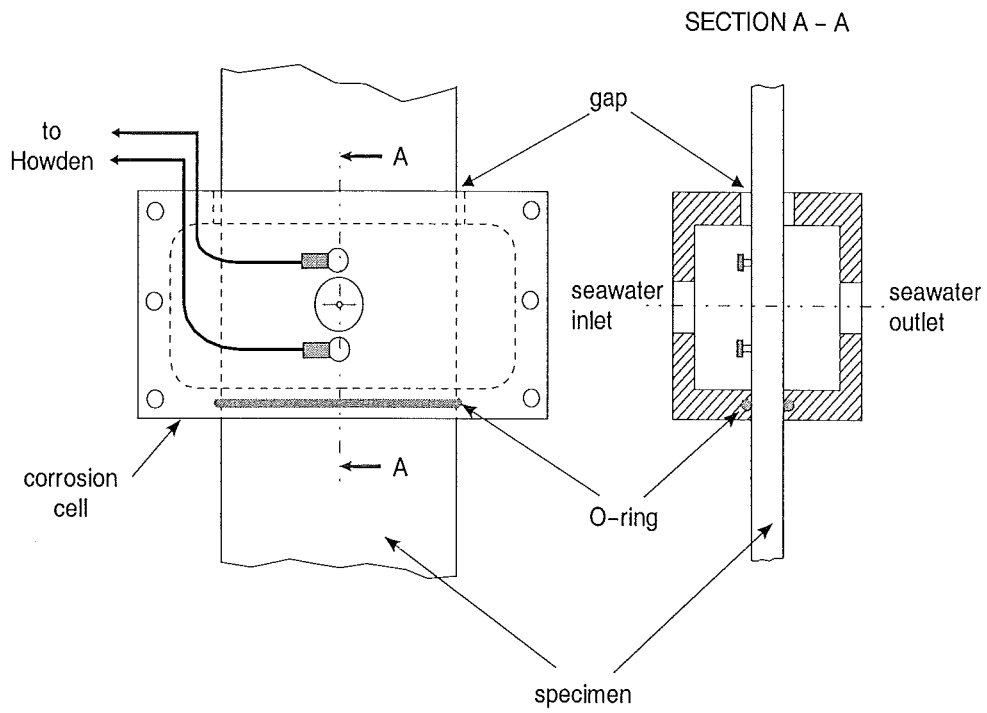 SECTION A – A
gap
to
Howden
A
seawater
inlet
seawater
outlet
A
corrosion
cell
O–ring
specimen